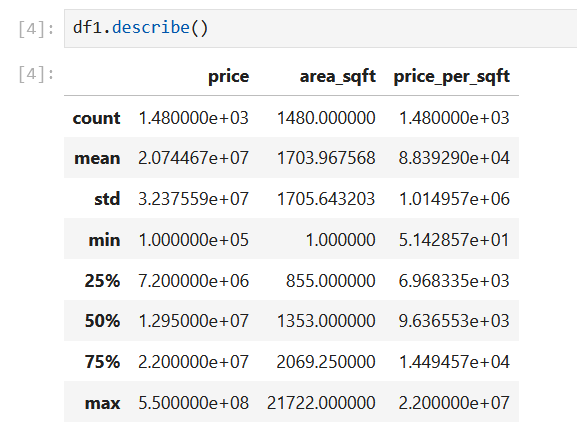 [4]: df1.describe()
[4]:
price area_sqft price_per_sqft
count 1.480000e+03 1480.000000 1.480000e+03
mean 2.074467e+07 1703.967568 8.839290e+04
std 3.237559e+07 1705.643203 1.014957e+06
min 1.000000e+05 1.000000 5.142857e+01
25% 7.200000e+06 855.000000 6.968335e+03
50% 1.295000e+07 1353.000000 9.636553e+03
75% 2.200000e+07 2069.250000 1.449457e+04
max 5.500000e+08 21722.000000 2.200000e+07